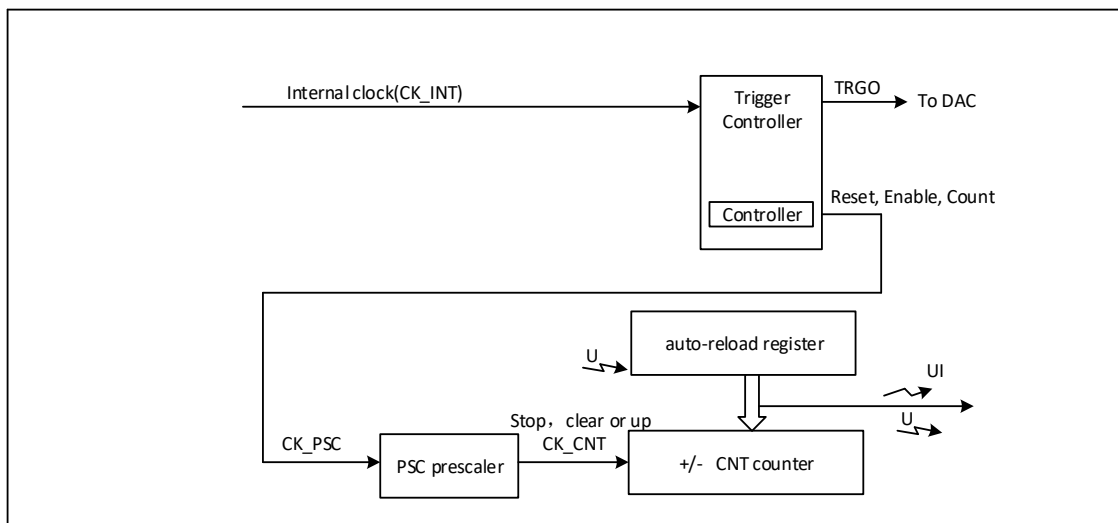 Internal clock(CK_INT)
Trigger
Controller
TRGO
To DAC
Controller
Reset, Enable, Count
auto-reload register
U
UI
U
Stop，clear or up
CK_PSC
CK_CNT
PSC prescaler
+/- CNT counter